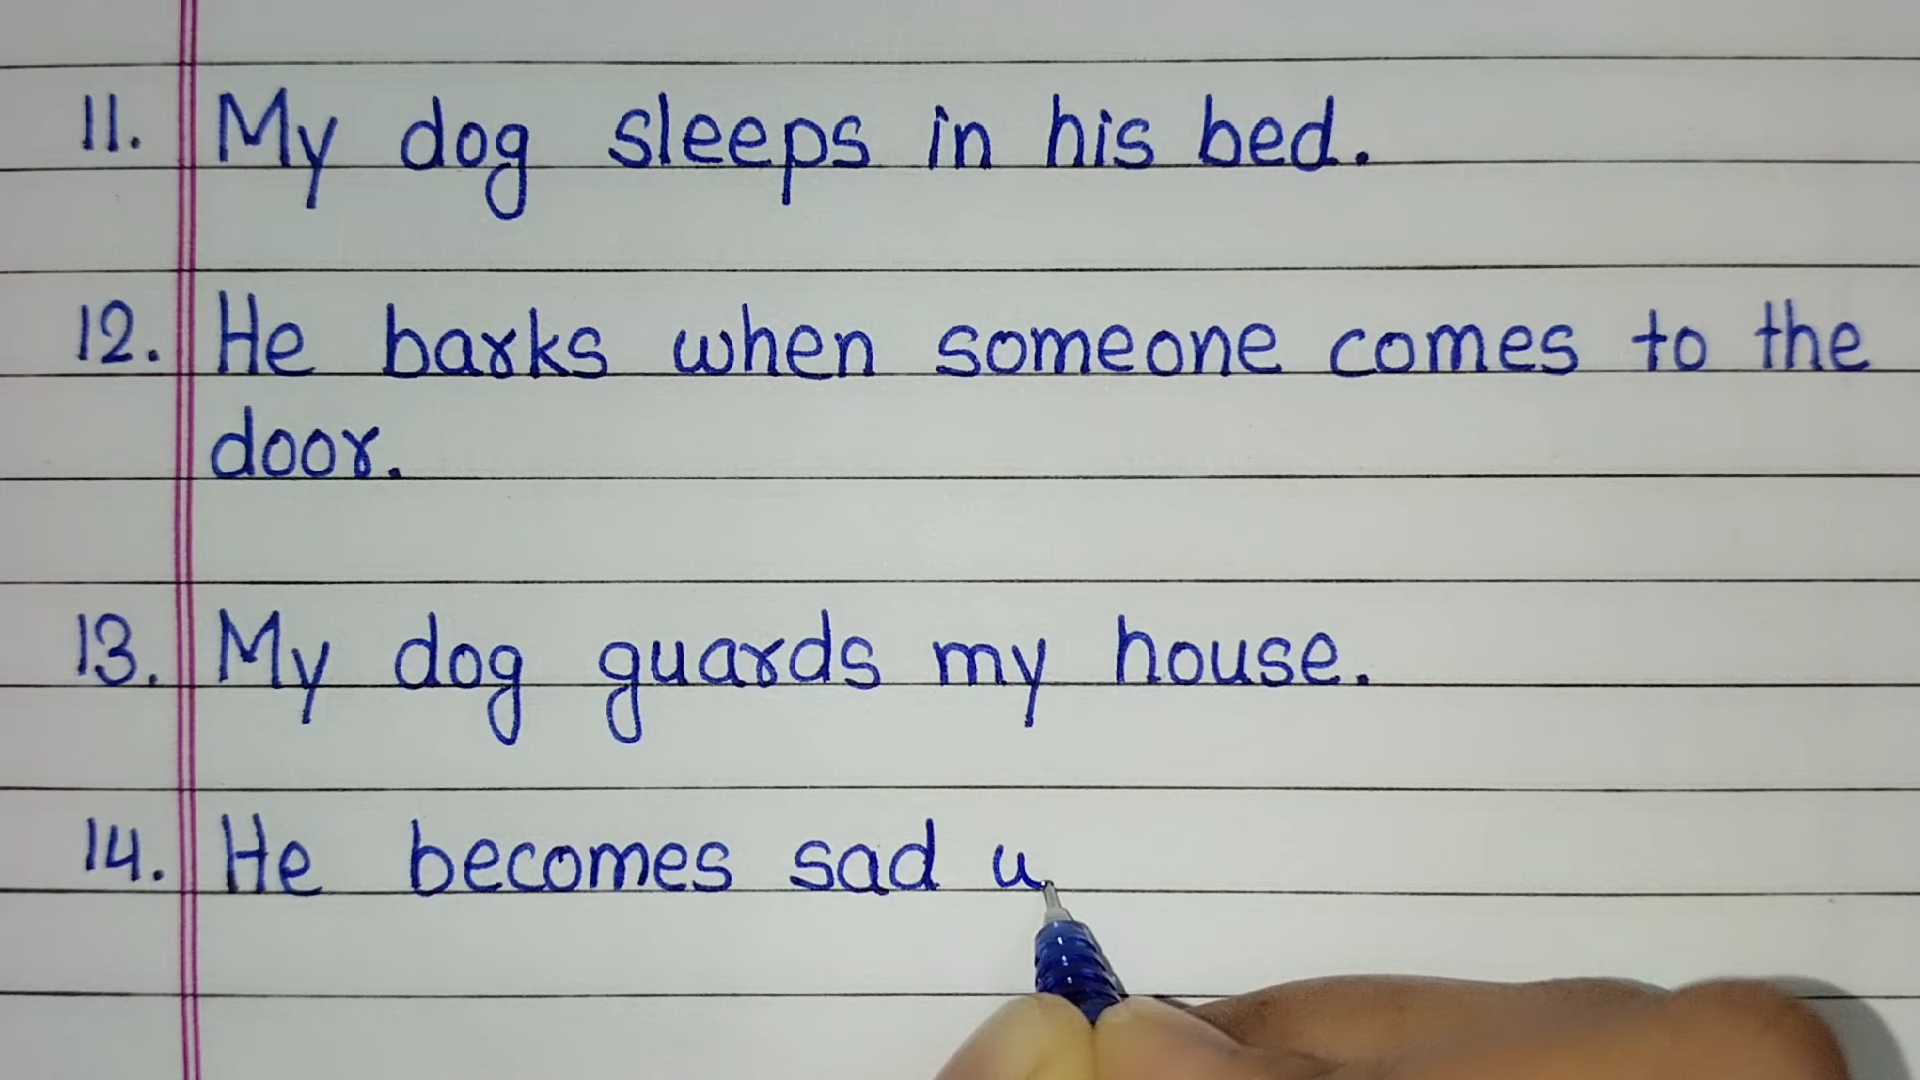 11. My dog sleeps in his bed.
12. He barks when someone comes to the
door.
13. My dog guards my house.
14. He becomes sad